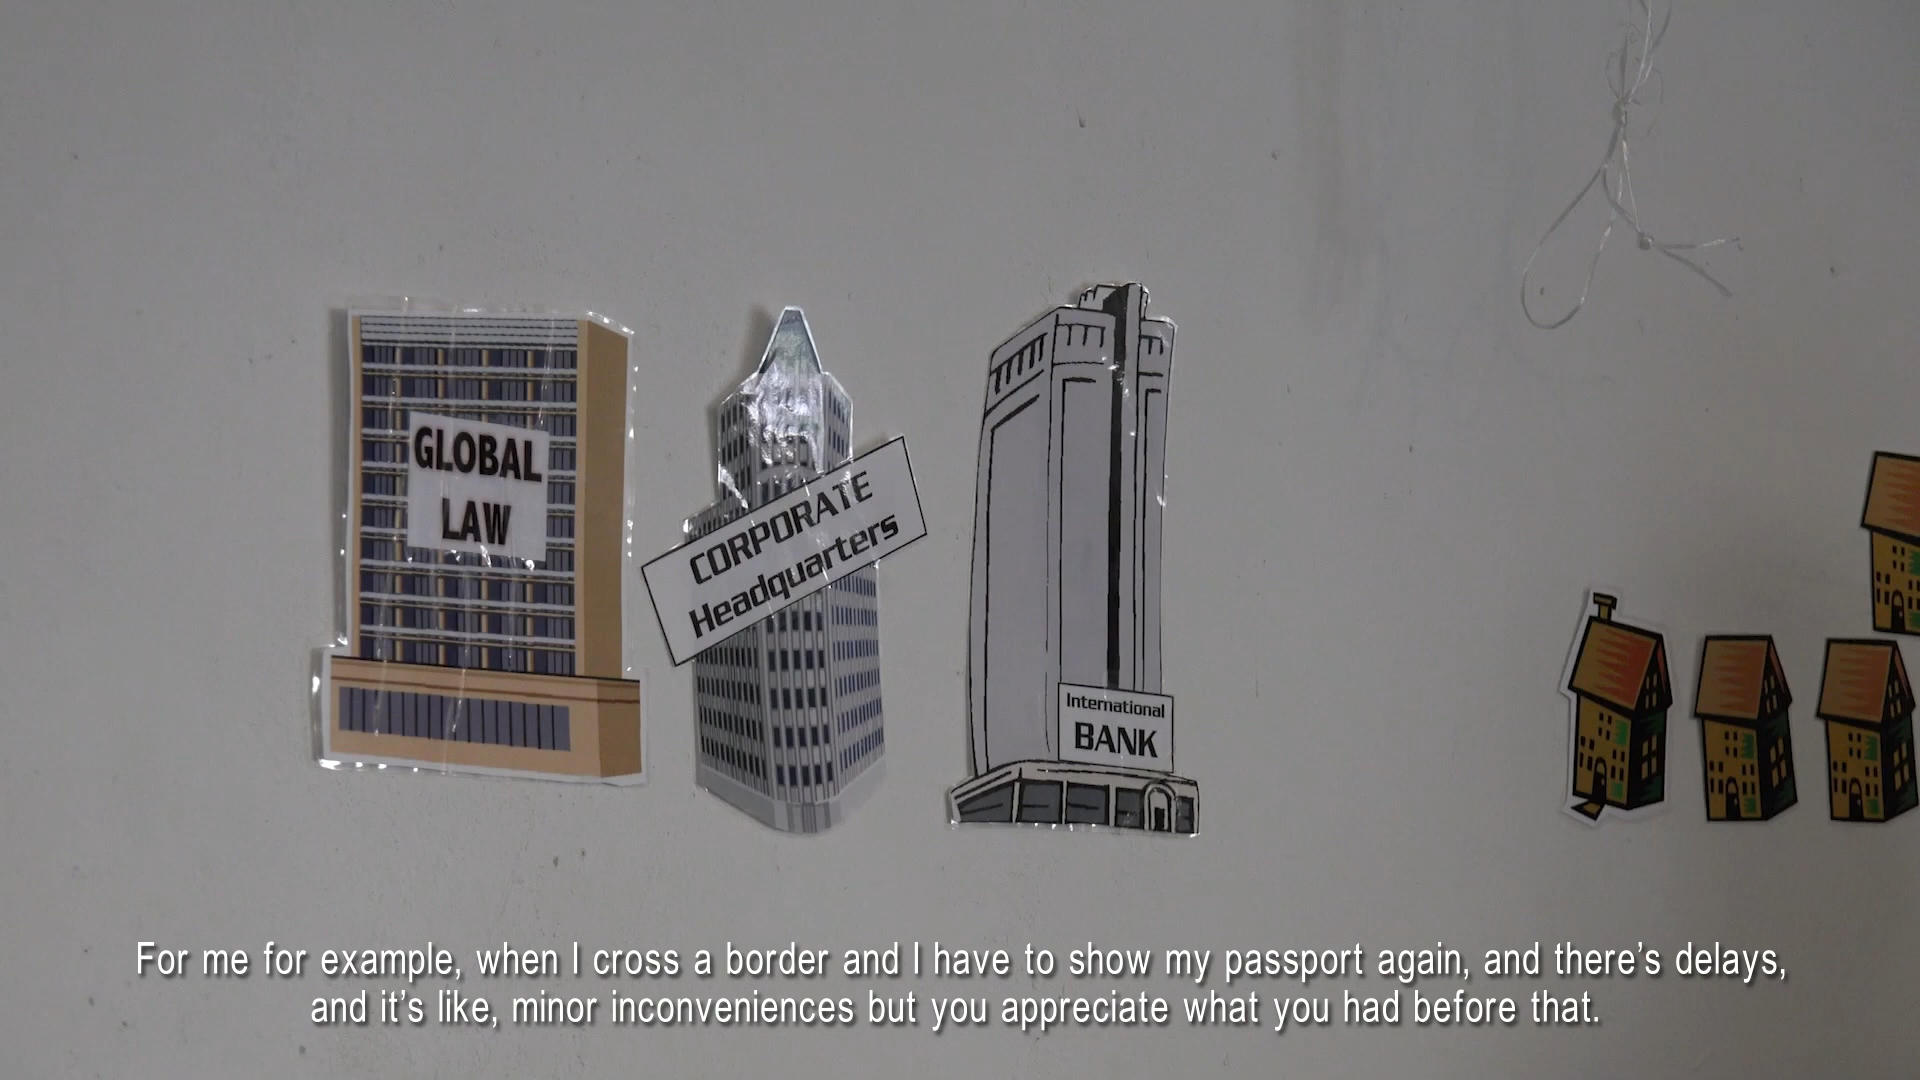 GLOBAL
LAW
CORPORATE
Headquarters
International
BANK
For me for example, when I cross a border and I have to show my passport again, and there's delays,
and it's like, minor inconveniences but you appreciate what you had before that.